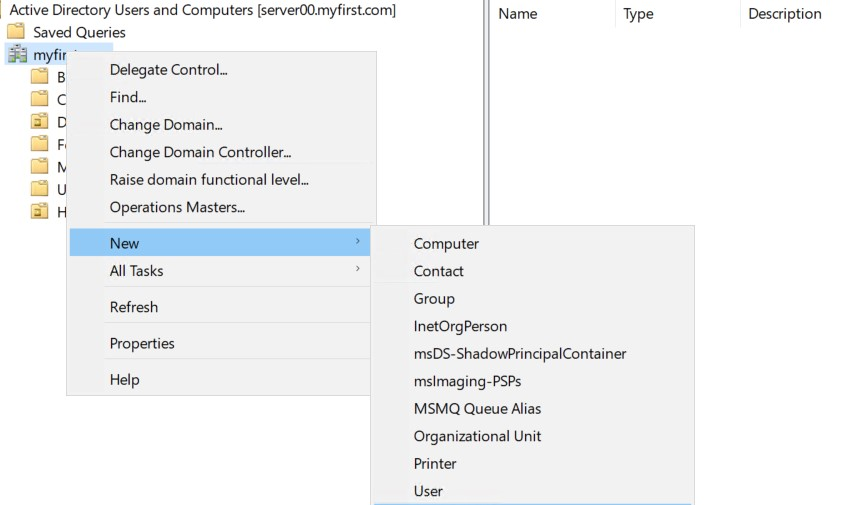 Active Directory Users and Computers [server00.myfirst.com]
Name Type Description
Saved Queries
Delegate Control...
Find...
Change Domain...
Change Domain Controller...
Raise domain functional level...
Operations Masters...
New
All Tasks
Refresh
Properties
Help
Computer
Contact
Group
InetOrgPerson
msDS-ShadowPrincipalContainer
msImaging-PSPs
MSMQ Queue Alias
Organizational Unit
Printer
User